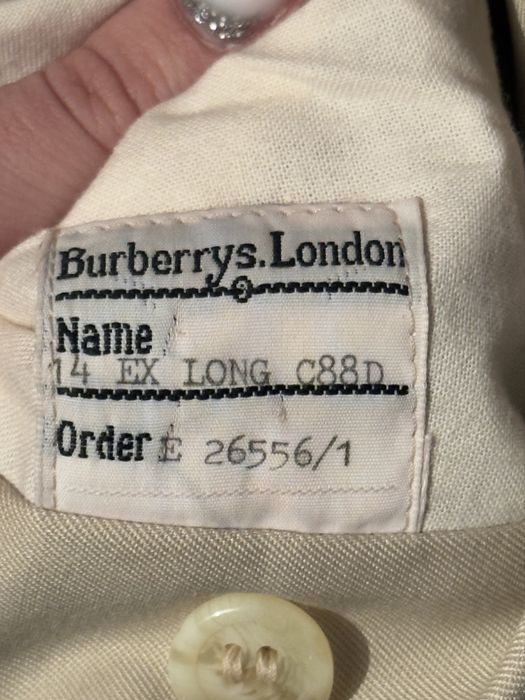 Burberrys.London
Name
14 EX LONG C88D
Order E 26556/1